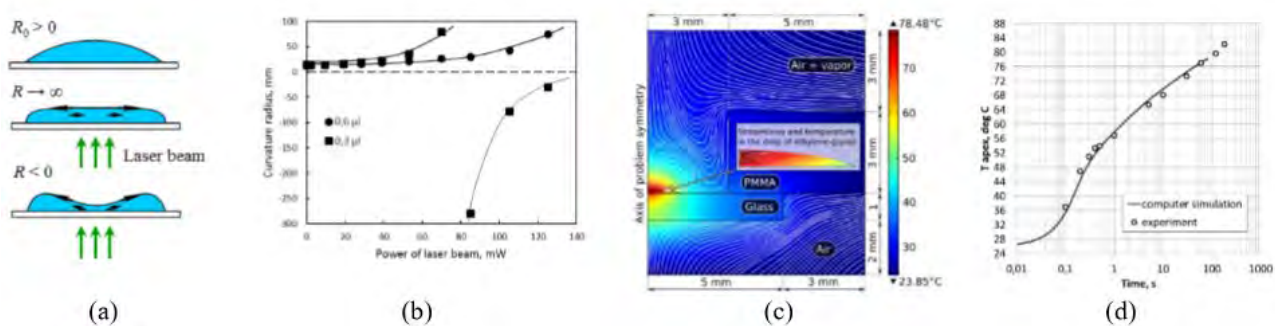 R₀ > 0
R → ∞
Laser beam
R < 0
(a)
Curvature radius, mm
100
50
0
-50
-100
-150
-200
-250
-300
0,6 µl
0,3 µl
0 20 40 60 80 100 120 140
Power of laser beam, mW
(b)
3 mm 5 mm
Axis of problem symmetry
Air + vapor
Streamlines and temperature
in the drop of ethylene-glycol
PMMA
Glass
Air
3 mm
3 mm
1
2 mm
5 mm 3 mm
▲ 78.48°C
70
60
50
40
30
▼23.85°C
(c)
T apex, deg C
88
84
80
76
72
68
64
60
56
52
48
44
40
36
32
28
24
computer simulation
experiment
0,01 0,1 1 10 100 1000
Time, s
(d)